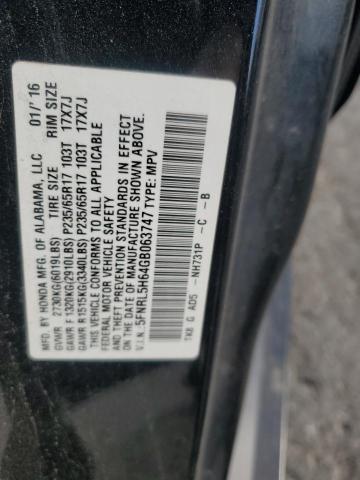 MFD. BY HONDA MFG. OF ALABAMA, LLC 01/'16
TIRE SIZE RIM SIZE
GVWR 2730KG(6019LBS)
GAWR F 1320KG(2910LBS) P235/65R17 103T 17X7J
GAWR R 1515KG(3340LBS) P235/65R17 103T 17X7J
THIS VEHICLE CONFORMS TO ALL APPLICABLE
FEDERAL MOTOR VEHICLE SAFETY
AND THEFT PREVENTION STANDARDS IN EFFECT
ON THE DATE OF MANUFACTURE SHOWN ABOVE.
V.I.N.: 5FNRL5H64GB063747 TYPE: MPV
TK8 G AD5 -NH731P -C -B